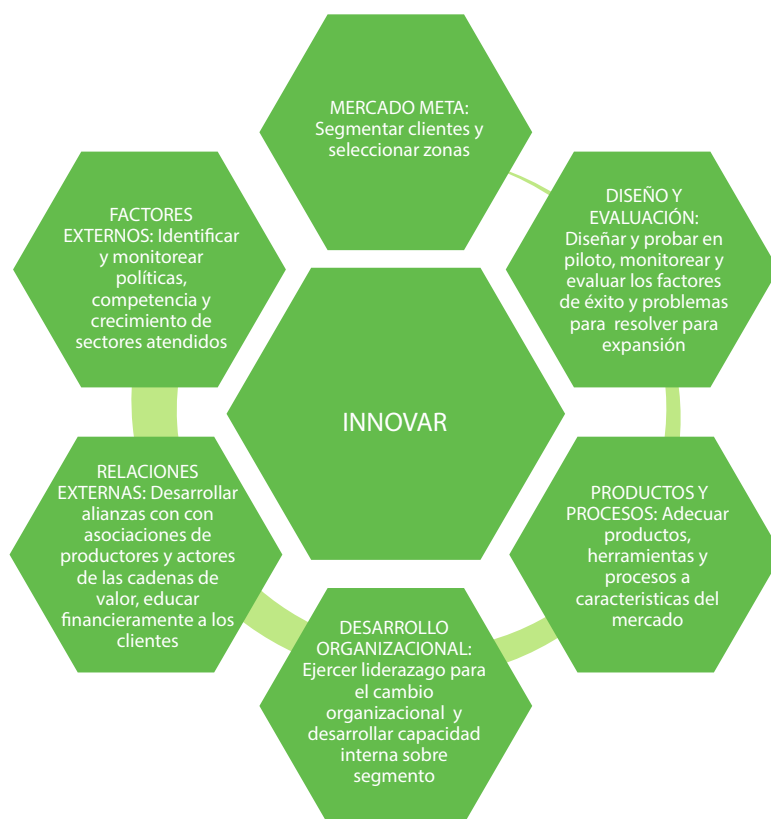 MERCADO META:
Segmentar clientes y
seleccionar zonas
DISEÑO Y
EVALUACIÓN:
Diseñar y probar en
piloto, monitorear y
evaluar los factores
de éxito y problemas
para resolver para
expansión
PRODUCTOS Y
PROCESOS: Adecuar
productos,
herramientas y
procesos a
caracteristicas del
mercado
DESARROLLO
ORGANIZACIONAL:
Ejercer liderazago para
el cambio
organizacional y
desarrollar capacidad
interna sobre
segmento
RELACIONES
EXTERNAS: Desarrollar
alianzas con con
asociaciones de
productores y actores
de las cadenas de
valor, educar
financieramente a los
clientes
FACTORES
EXTERNOS: Identificar
y monitorear
políticas,
competencia y
crecimiento de
sectores atendidos
INNOVAR